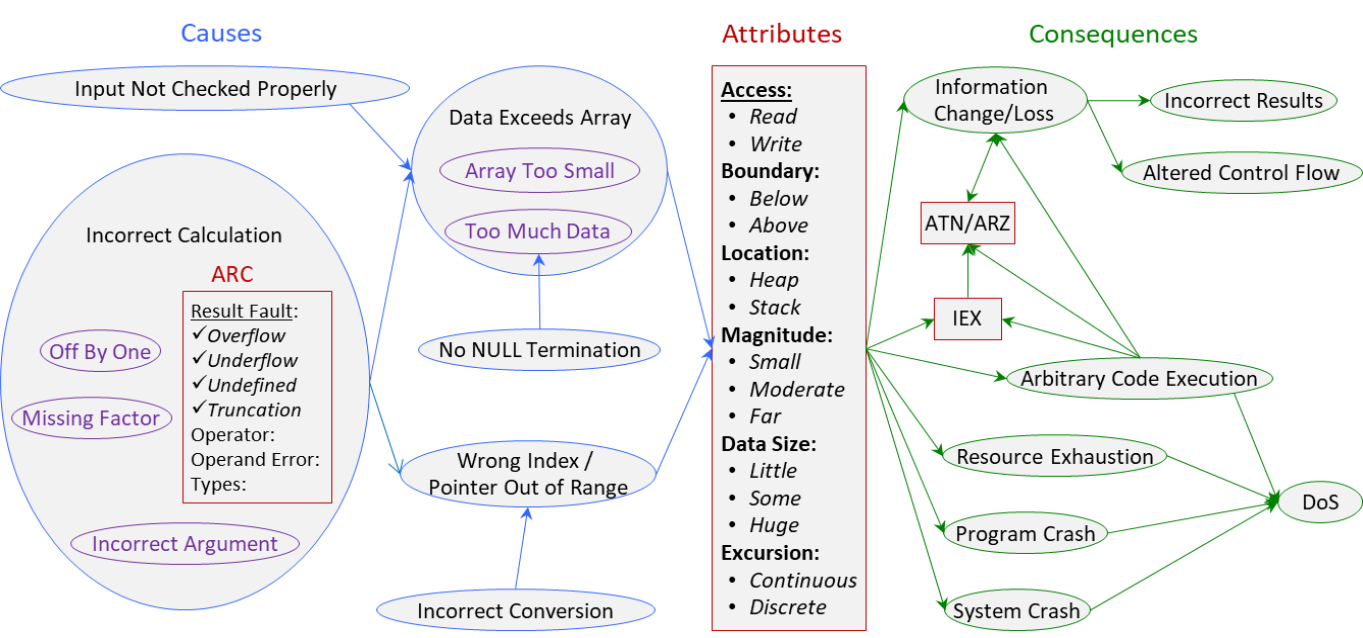 Causes
Input Not Checked Properly
Incorrect Calculation
ARC
Result Fault:
✓Overflow
✓Underflow
✓Undefined
✓Truncation
Operator:
Operand Error:
Types:
Off By One
Missing Factor
Incorrect Argument
Data Exceeds Array
Array Too Small
Too Much Data
No NULL Termination
Wrong Index /
Pointer Out of Range
Incorrect Conversion
Attributes
Access:
• Read
• Write
Boundary:
• Below
• Above
Location:
• Heap
• Stack
Magnitude:
• Small
• Moderate
• Far
Data Size:
• Little
• Some
• Huge
Excursion:
• Continuous
• Discrete
Consequences
Information
Change/Loss
Incorrect Results
Altered Control Flow
ATN/ARZ
IEX
Arbitrary Code Execution
Resource Exhaustion
Program Crash
System Crash
DoS